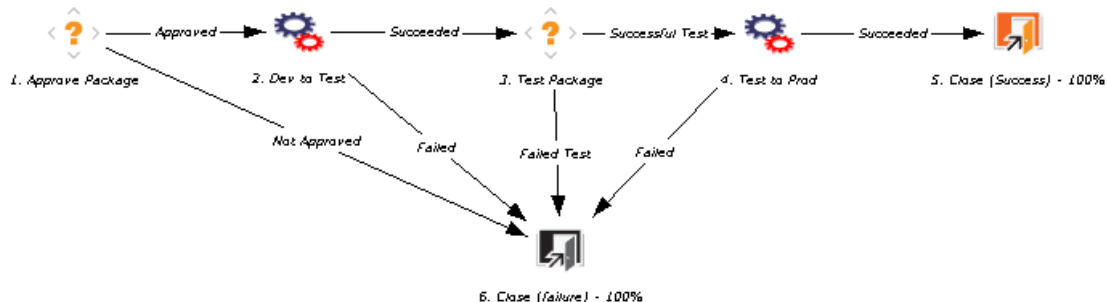 Approved
Succeeded
Successful Test
Succeeded
1. Approve Package
2. Dev to Test
3. Test Package
4. Test to Prod
5. Close (Success) - 100%
Not Approved
Failed
Failed Test
Failed
6. Close (failure) - 100%